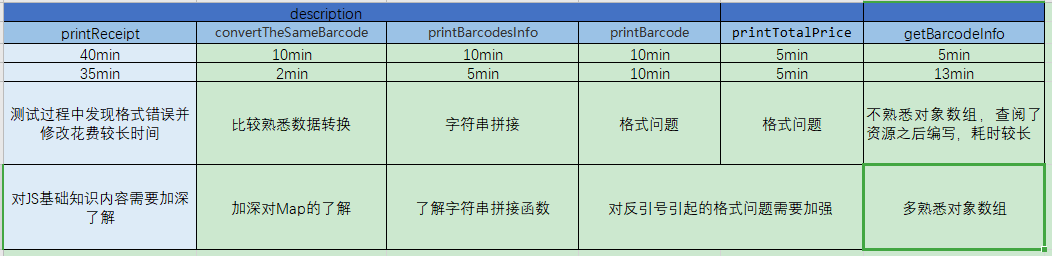 description
printReceipt convertTheSameBarcode printBarcodesInfo printBarcode printTotalPrice getBarcodeInfo
40min 10min 10min 10min 5min 5min
35min 2min 5min 10min 5min 13min
测试过程中发现格式错误并
修改花费较长时间
比较熟悉数据转换
字符串拼接
格式问题
格式问题
不熟悉对象数组，查阅了
资源之后编写，耗时较长
对JS基础知识内容需要加深
了解
加深对Map的了解
了解字符串拼接函数
对反引号引起的格式问题需要加强
多熟悉对象数组